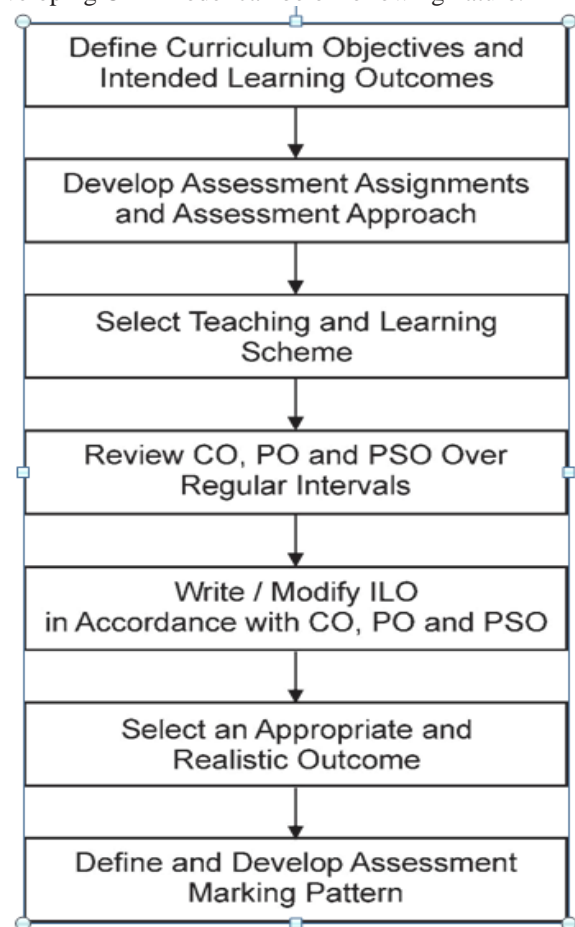 Define Curriculum Objectives and
Intended Learning Outcomes
Develop Assessment Assignments
and Assessment Approach
Select Teaching and Learning
Scheme
Review CO, PO and PSO Over
Regular Intervals
Write / Modify ILO
in Accordance with CO, PO and PSO
Select an Appropriate and
Realistic Outcome
Define and Develop Assessment
Marking Pattern